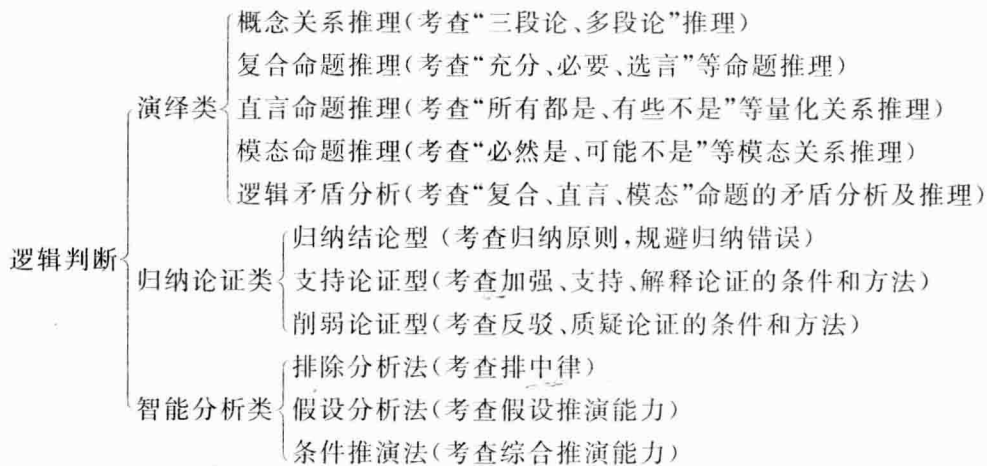 概念关系推理(考查“三段论、多段论”推理)
复合命题推理(考查“充分、必要、选言”等命题推理)
演绎类
直言命题推理(考查“所有都是、有些不是”等量化关系推理)
模态命题推理(考查“必然是、可能不是”等模态关系推理)
逻辑矛盾分析(考查“复合、直言、模态”命题的矛盾分析及推理)
逻辑判断
归纳结论型(考查归纳原则,规避归纳错误)
归纳论证类
支持论证型(考查加强、支持、解释论证的条件和方法)
削弱论证型(考查反驳、质疑论证的条件和方法)
排除分析法(考查排中律)
智能分析类
假设分析法(考查假设推演能力)
条件推演法(考查综合推演能力)